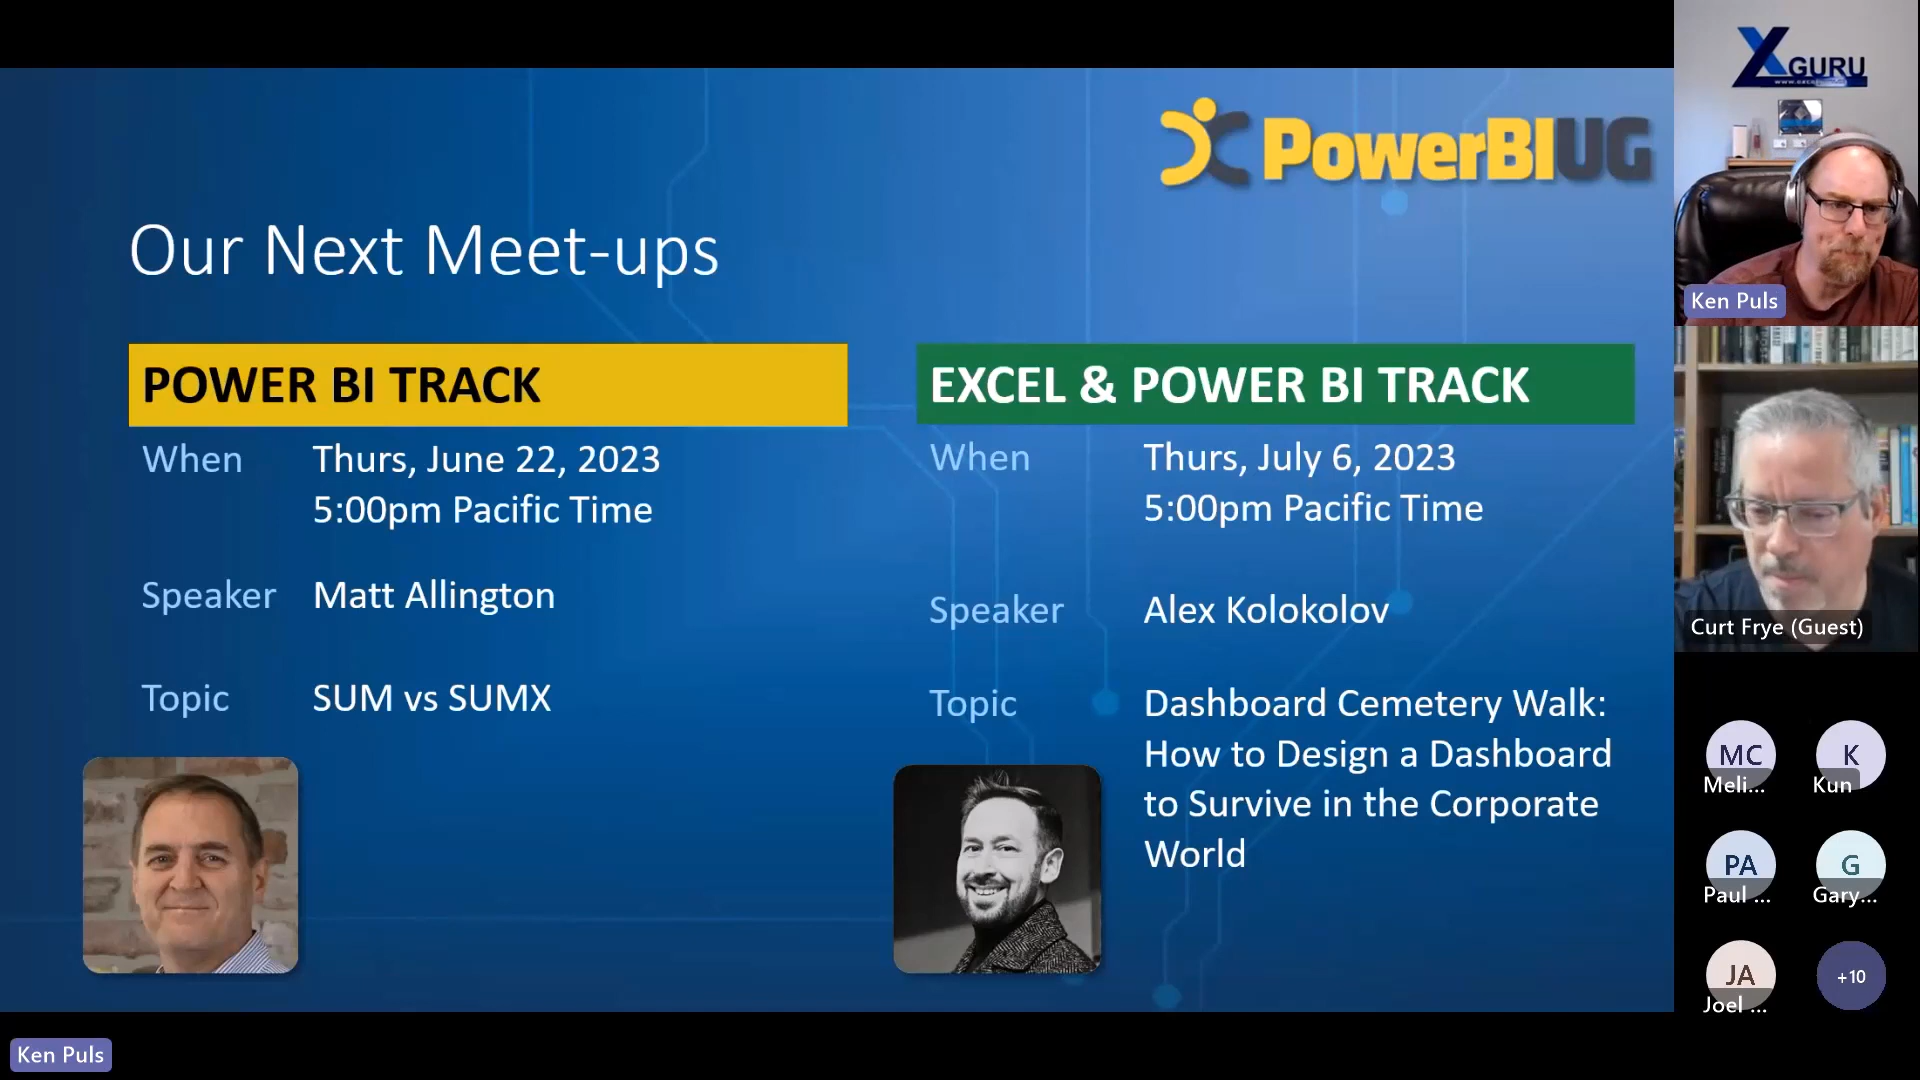 PowerBIUG
Our Next Meet-ups
POWER BI TRACK
When
Thurs, June 22, 2023
5:00pm Pacific Time
Speaker
Matt Allington
Topic
SUM vs SUMX
EXCEL & POWER BI TRACK
When
Thurs, July 6, 2023
5:00pm Pacific Time
Speaker
Alex Kolokolov
Topic
Dashboard Cemetery Walk:
How to Design a Dashboard
to Survive in the Corporate
World
XGURU
Ken Puls
Curt Frye (Guest)
MC
Meli...
K
Kun
PA
Paul ...
G
Gary...
JA
Joel ...
+10
Ken Puls